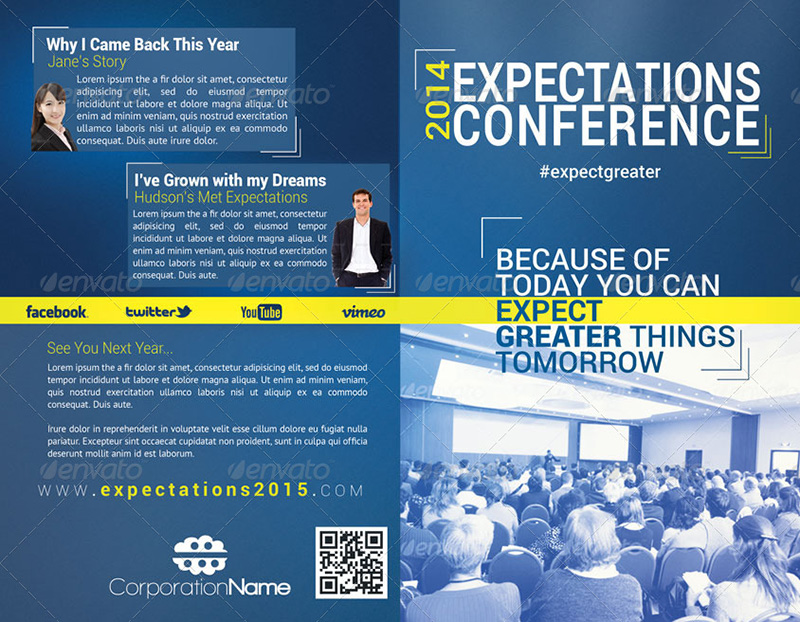 Why I Came Back This Year
Jane's Story
Lorem ipsum the a fir dolor sit amet, consectetur
adipisicing elit, sed do eiusmod tempor
incididunt ut labore et dolore magna aliqua. Ut
enim ad minim veniam, quis nostrud exercitation
ullamco laboris nisi ut aliquip ex ea commodo
consequat. Duis aute irure dolor.
I've Grown with my Dreams
Hudson's Met Expectations
Lorem ipsum the a fir dolor sit amet, consectetur
adipisicing elit, sed do eiusmod tempor
incididunt ut labore et dolore magna aliqua. Ut
enim ad minim veniam, quis nostrud exercitation
ullamco laboris nisi ut aliquip ex ea commodo
consequat. Duis aute.
facebook
twitter
YouTube
vimeo
See You Next Year...
Lorem ipsum the a fir dolor sit amet, consectetur adipisicing elit,
sed do eiusmod tempor incididunt ut labore et dolore magna
aliqua. Ut enim ad minim veniam, quis nostrud exercitation
ullamco laboris nisi ut aliquip ex ea commodo
consequat. Duis aute.
Irure dolor in reprehenderit in voluptate velit esse cillum dolore eu fugiat nulla
pariatur. Excepteur sint occaecat cupidatat non proident, sunt in culpa qui officia
deserunt mollit anim id est laborum.
WWW.expectations2015.COM
CorporationName
2014
EXPECTATIONS
CONFERENCE
#expectgreater
BECAUSE OF
TODAY YOU CAN
EXPECT
GREATER THINGS
TOMORROW
envato